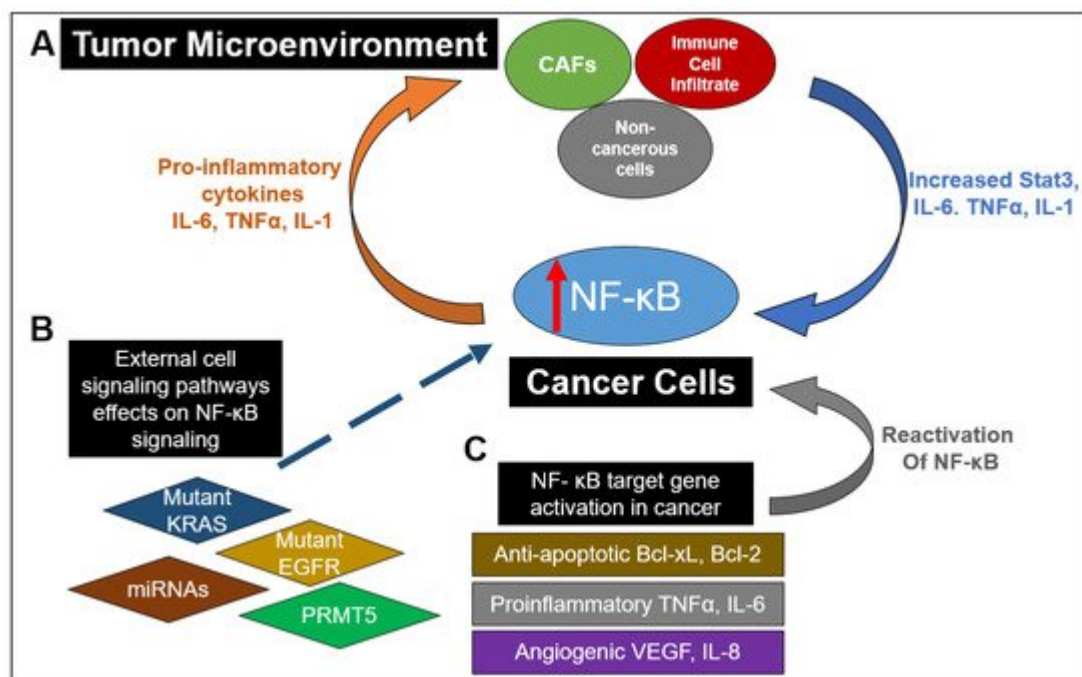 A
Tumor Microenvironment
CAFs
Immune
Cell
Infiltrate
Non-
cancerous
cells
Pro-inflammatory
cytokines
IL-6, TNFα, IL-1
Increased Stat3,
IL-6. TNFα, IL-1
NF-κB
Cancer Cells
B
External cell
signaling pathways
effects on NF-κB
signaling
Mutant
KRAS
Mutant
EGFR
miRNAs
PRMT5
C
NF- κB target gene
activation in cancer
Reactivation
Of NF-κB
Anti-apoptotic Bcl-xL, Bcl-2
Proinflammatory TNFα, IL-6
Angiogenic VEGF, IL-8